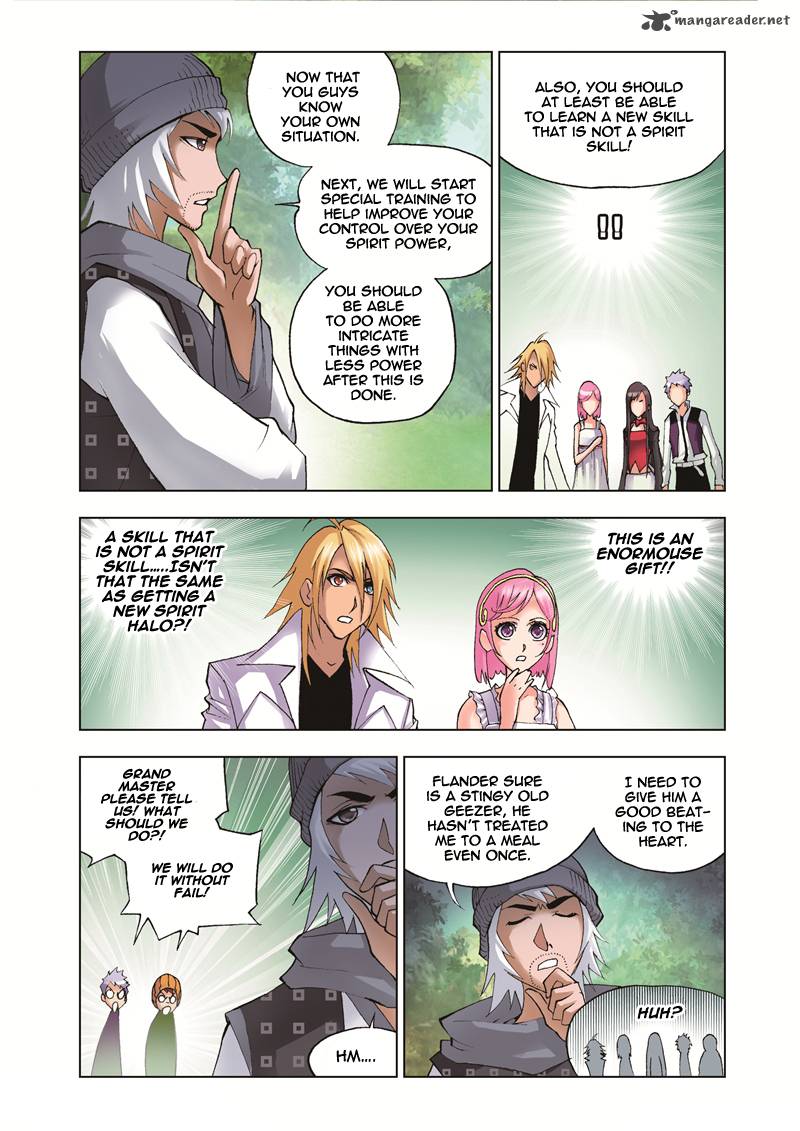 mangareader.net
NOW THAT
YOU GUYS
KNOW
YOUR OWN
SITUATION.
NEXT, WE WILL START
SPECIAL TRAINING TO
HELP IMPROVE YOUR
CONTROL OVER YOUR
SPIRIT POWER,
YOU SHOULD
BE ABLE
TO DO MORE
INTRICATE
THINGS WITH
LESS POWER
AFTER THIS IS
DONE.
ALSO, YOU SHOULD
AT LEAST BE ABLE
TO LEARN A NEW SKILL
THAT IS NOT A SPIRIT
SKILL!
!!
A SKILL THAT
IS NOT A SPIRIT
SKILL.....ISN'T
THAT THE SAME
AS GETTING A
NEW SPIRIT
HALO?!
THIS IS AN
ENORMOUSE
GIFT!!
GRAND
MASTER
PLEASE TELL
US! WHAT
SHOULD WE
DO?!
WE WILL DO
IT WITHOUT
FAIL!
HM....
FLANDER SURE
IS A STINGY OLD
GEEZER, HE
HASN'T TREATED
ME TO A MEAL
EVEN ONCE.
I NEED TO
GIVE HIM A
GOOD BEAT-
ING TO THE
HEART.
HUH?